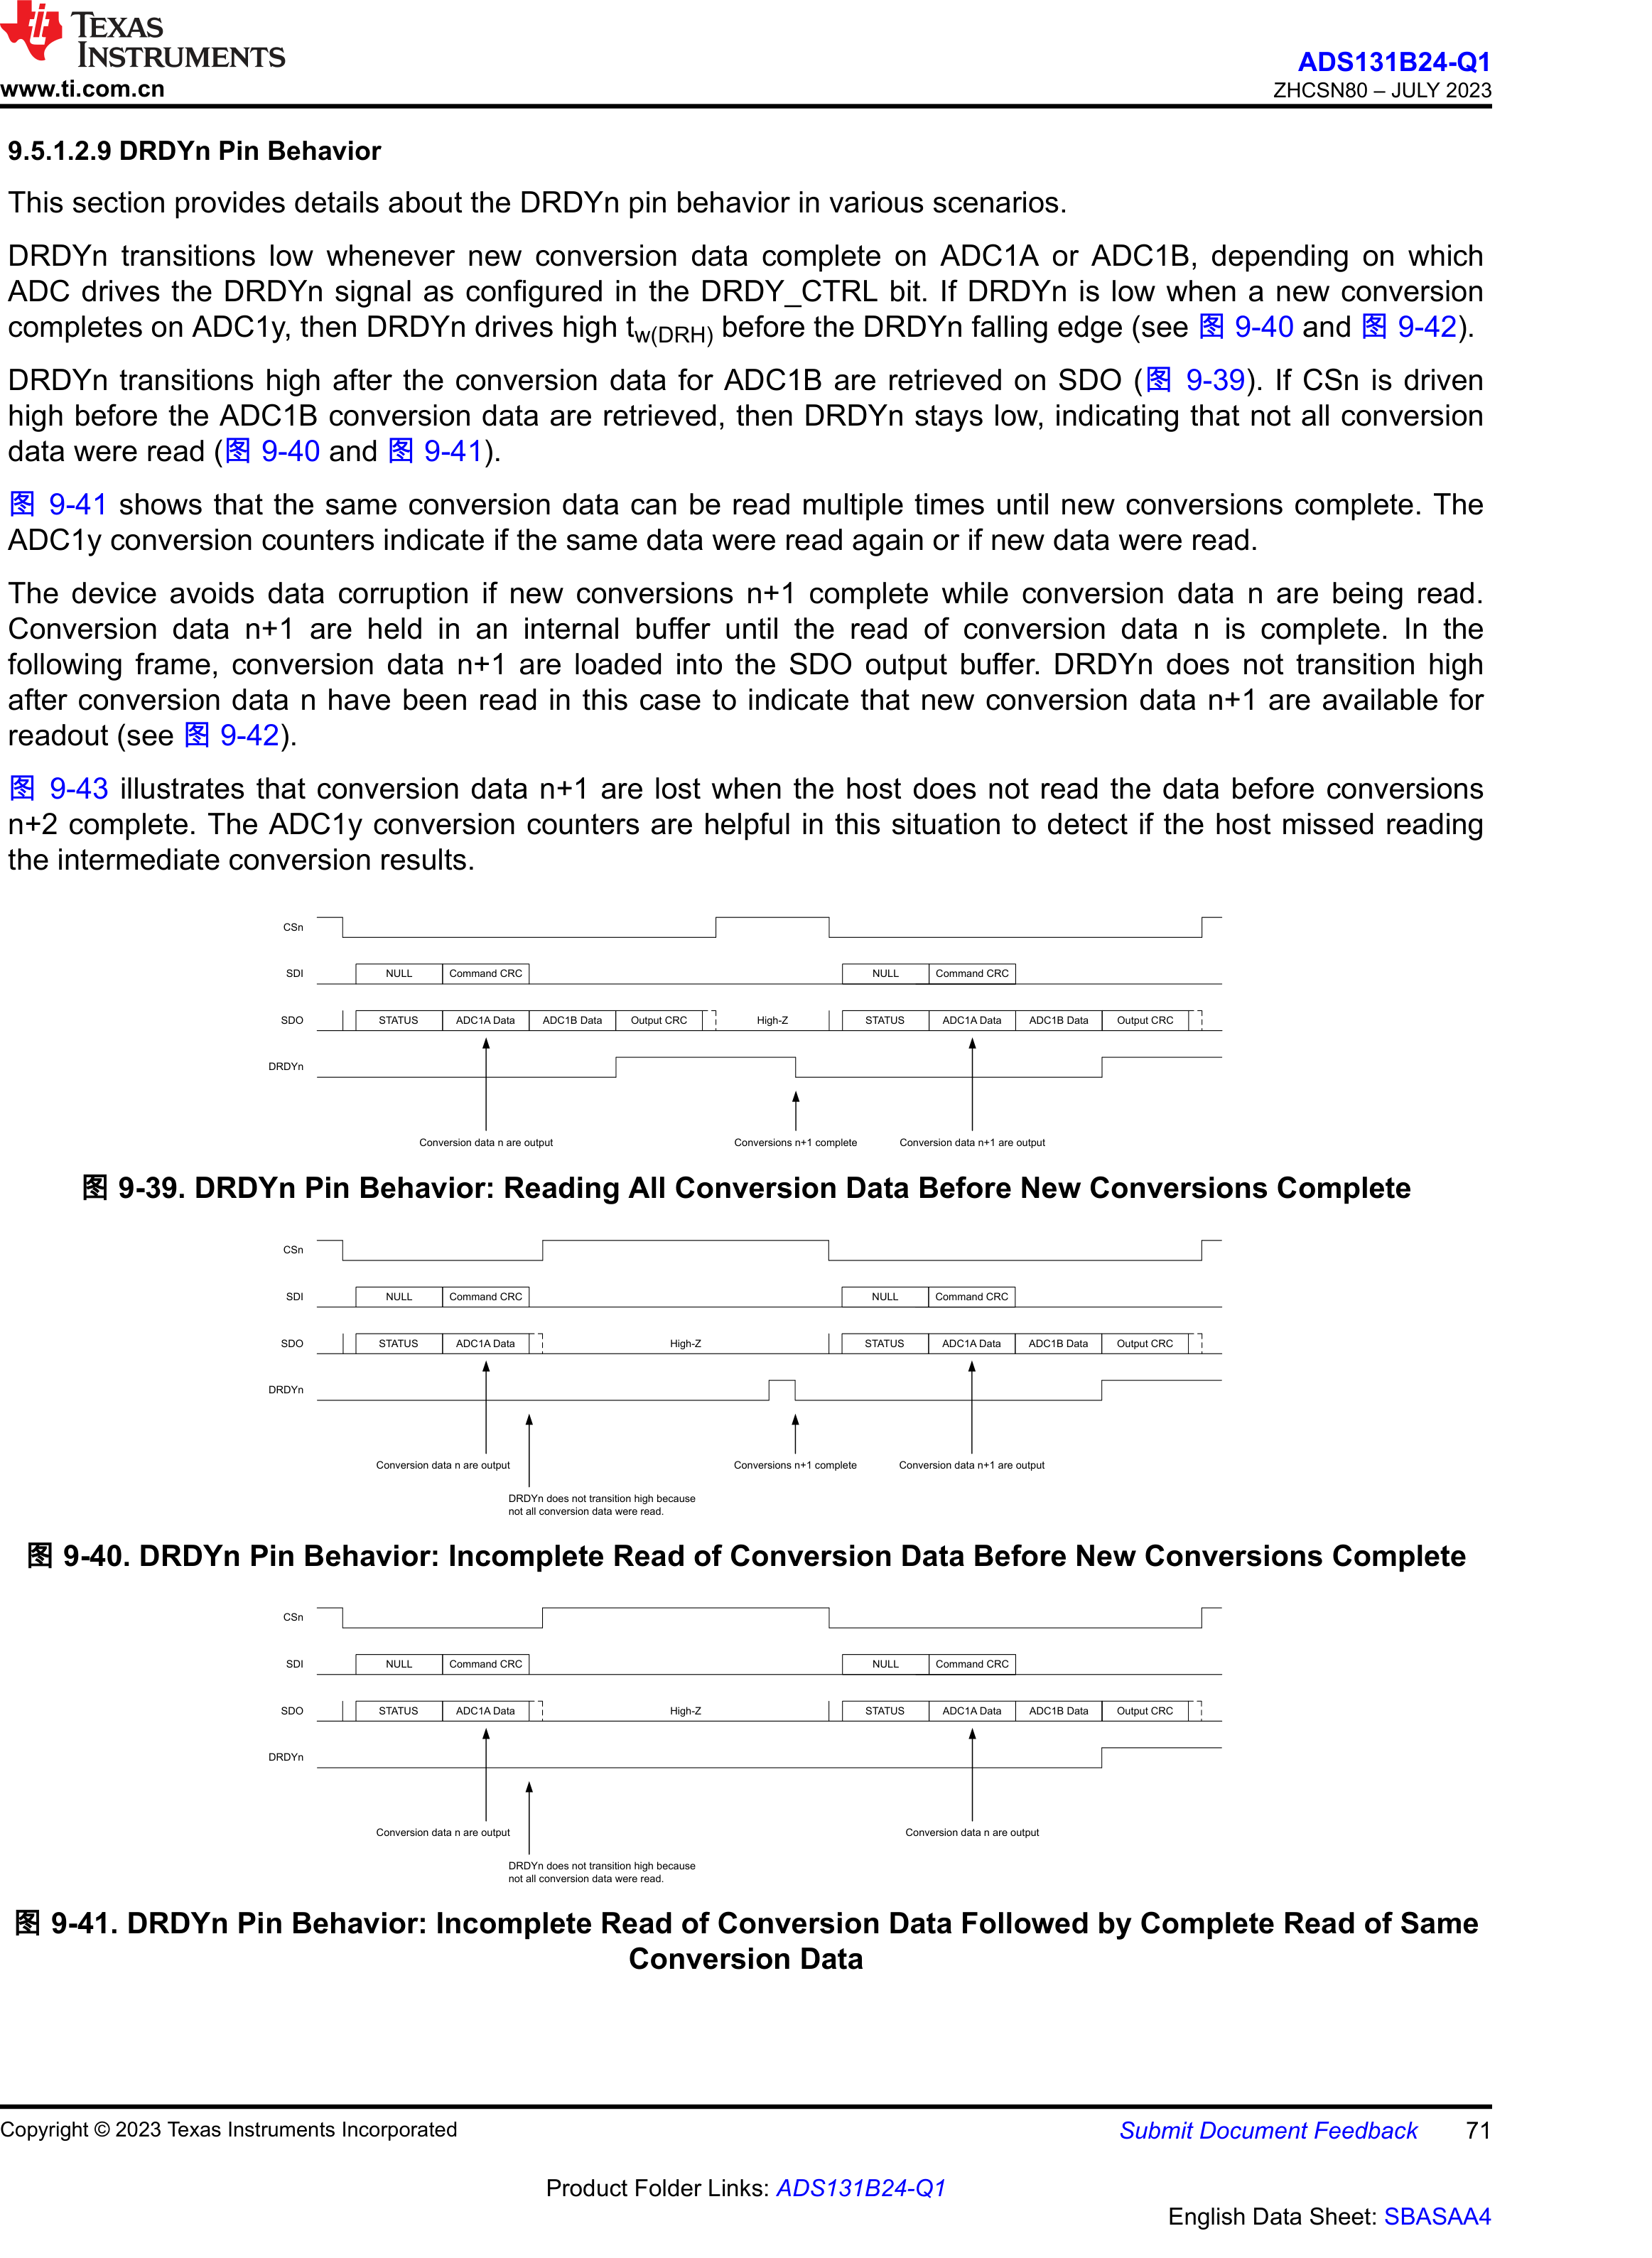 TEXAS
INSTRUMENTS
www.ti.com.cn
ADS131B24-Q1
ZHCSN80 – JULY 2023
9.5.1.2.9 DRDYn Pin Behavior
This section provides details about the DRDYn pin behavior in various scenarios.
DRDYn transitions low whenever new conversion data complete on ADC1A or ADC1B, depending on which
ADC drives the DRDYn signal as configured in the DRDY_CTRL bit. If DRDYn is low when a new conversion
completes on ADC1y, then DRDYn drives high tw(DRH) before the DRDYn falling edge (see 图 9-40 and 图 9-42).
DRDYn transitions high after the conversion data for ADC1B are retrieved on SDO (图 9-39). If CSn is driven
high before the ADC1B conversion data are retrieved, then DRDYn stays low, indicating that not all conversion
data were read (图 9-40 and 图 9-41).
图 9-41 shows that the same conversion data can be read multiple times until new conversions complete. The
ADC1y conversion counters indicate if the same data were read again or if new data were read.
The device avoids data corruption if new conversions n+1 complete while conversion data n are being read.
Conversion data n+1 are held in an internal buffer until the read of conversion data n is complete. In the
following frame, conversion data n+1 are loaded into the SDO output buffer. DRDYn does not transition high
after conversion data n have been read in this case to indicate that new conversion data n+1 are available for
readout (see 图 9-42).
图 9-43 illustrates that conversion data n+1 are lost when the host does not read the data before conversions
n+2 complete. The ADC1y conversion counters are helpful in this situation to detect if the host missed reading
the intermediate conversion results.
CSn
SDI NULL Command CRC NULL Command CRC
SDO STATUS ADC1A Data ADC1B Data Output CRC High-Z STATUS ADC1A Data ADC1B Data Output CRC
DRDYn
Conversion data n are output Conversions n+1 complete Conversion data n+1 are output
图 9-39. DRDYn Pin Behavior: Reading All Conversion Data Before New Conversions Complete
CSn
SDI NULL Command CRC NULL Command CRC
SDO STATUS ADC1A Data High-Z STATUS ADC1A Data ADC1B Data Output CRC
DRDYn
Conversion data n are output Conversions n+1 complete Conversion data n+1 are output
DRDYn does not transition high because
not all conversion data were read.
图 9-40. DRDYn Pin Behavior: Incomplete Read of Conversion Data Before New Conversions Complete
CSn
SDI NULL Command CRC NULL Command CRC
SDO STATUS ADC1A Data High-Z STATUS ADC1A Data ADC1B Data Output CRC
DRDYn
Conversion data n are output Conversion data n are output
DRDYn does not transition high because
not all conversion data were read.
图 9-41. DRDYn Pin Behavior: Incomplete Read of Conversion Data Followed by Complete Read of Same
Conversion Data
Copyright © 2023 Texas Instruments Incorporated
Submit Document Feedback 71
Product Folder Links: ADS131B24-Q1
English Data Sheet: SBASAA4